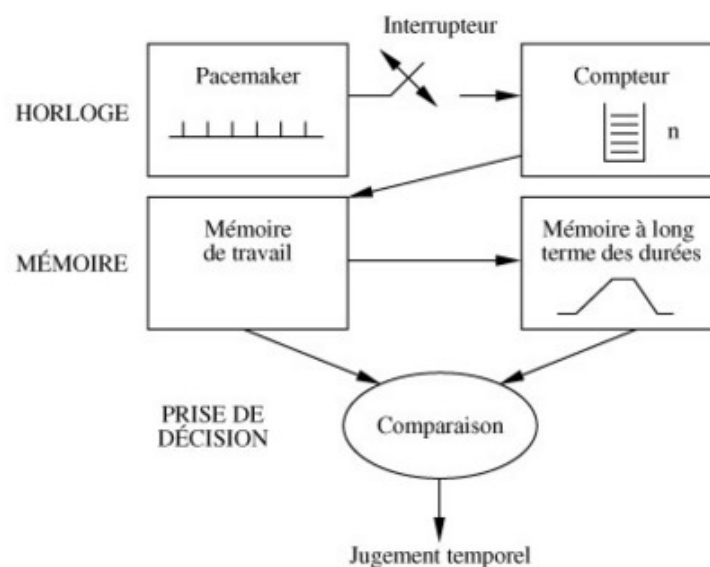 Interrupteur
Pacemaker
Compteur
HORLOGE
n
Mémoire
de travail
Mémoire à long
terme des durées
MÉMOIRE
PRISE DE
DÉCISION
Comparaison
Jugement temporel